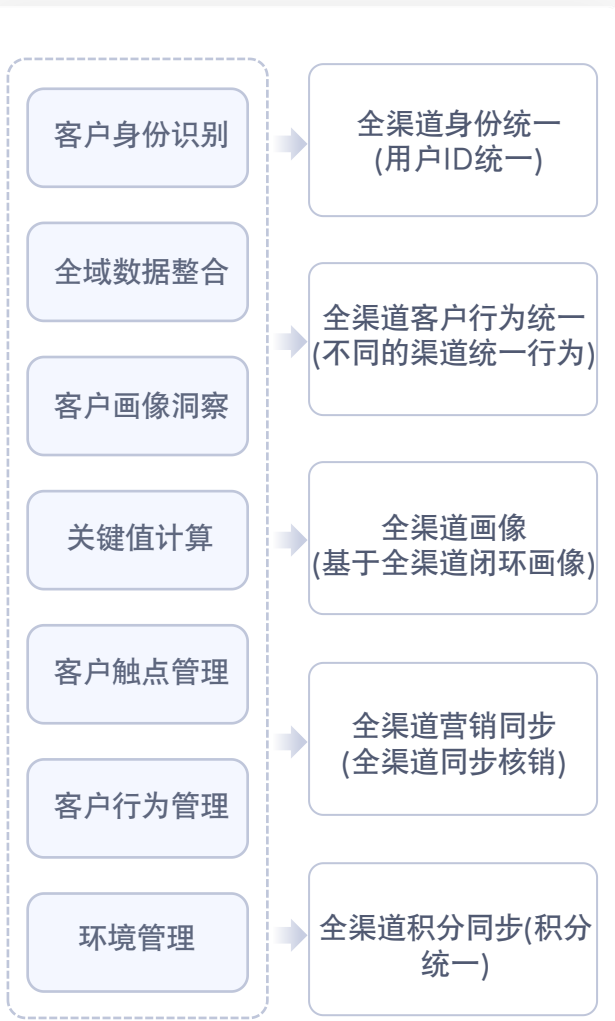 客户身份识别
全域数据整合
客户画像洞察
关键值计算
客户触点管理
客户行为管理
环境管理
全渠道身份统一
(用户ID统一)
全渠道客户行为统一
(不同的渠道统一行为)
全渠道画像
(基于全渠道闭环画像)
全渠道营销同步
(全渠道同步核销)
全渠道积分同步(积分
统一)